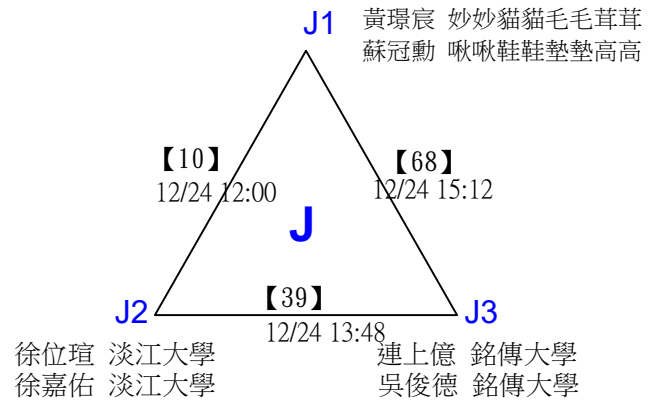 J1
黃璟宸 妙妙貓貓毛毛茸茸
蘇冠勳 啾啾鞋鞋墊墊高高
【10】
12/24 12:00
【68】
12/24 15:12
J
J2
【39】
12/24 13:48
J3
徐位瑄 淡江大學
徐嘉佑 淡江大學
連上億 銘傳大學
吳俊德 銘傳大學